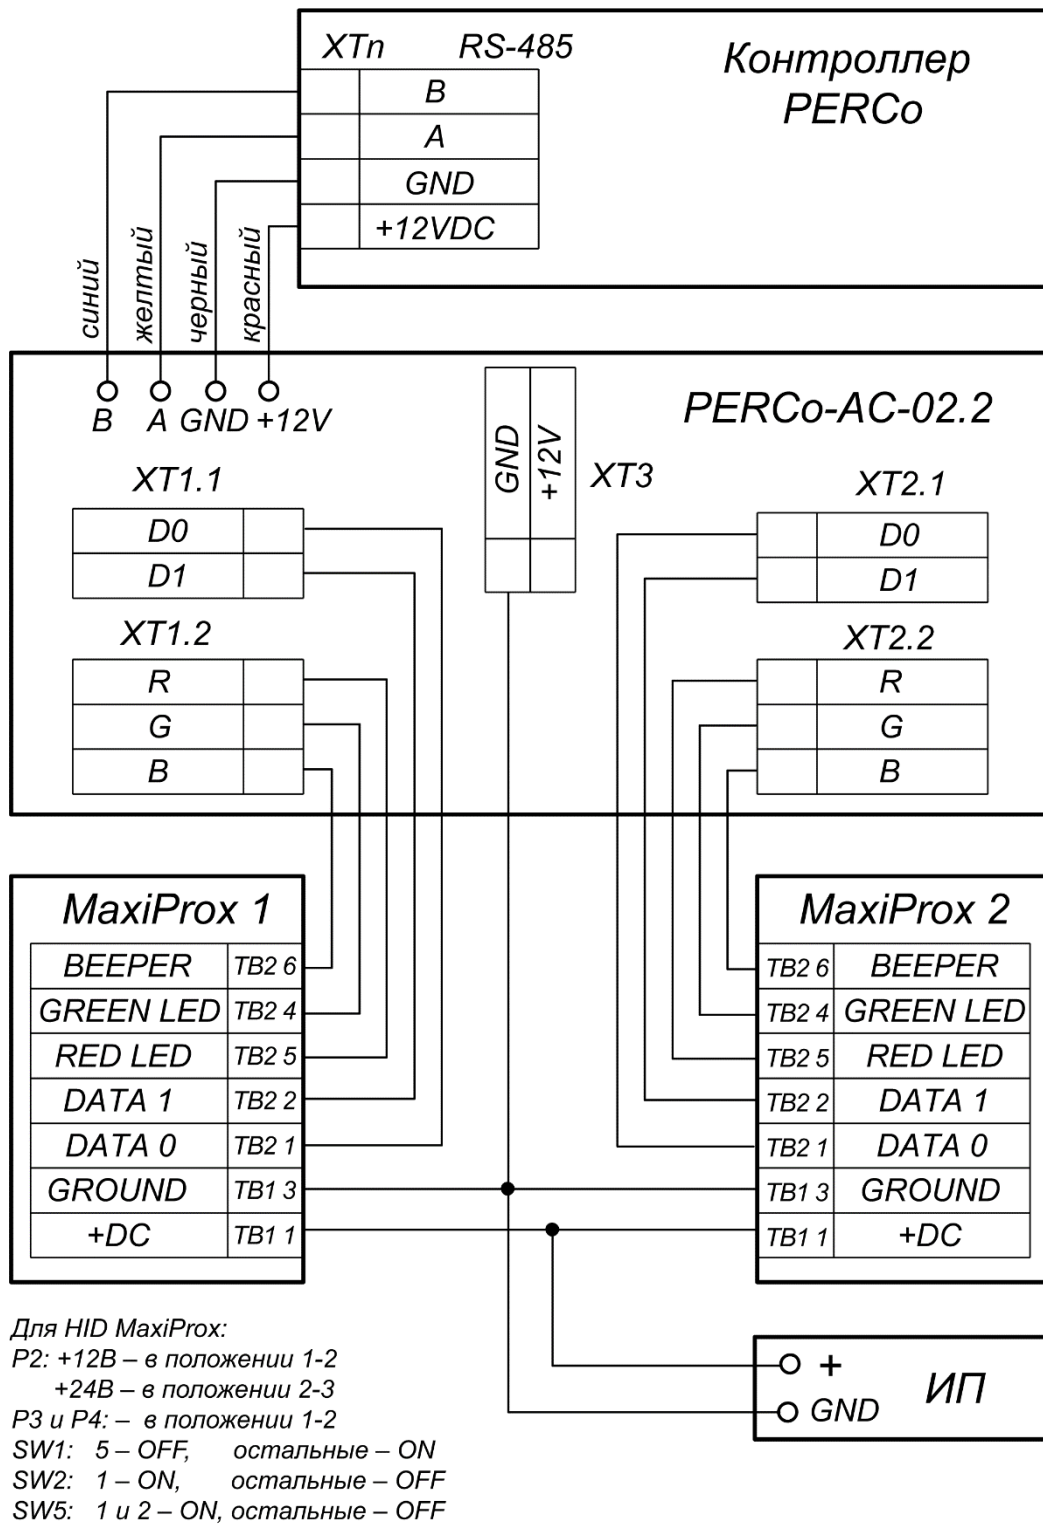 XTn RS-485
Контроллер
PERCo
B
A
GND
+12VDC
синий
желтый
черный
красный
B A GND +12V
GND
+12V
XT3
PERCo-AC-02.2
XT1.1
D0
D1
XT1.2
R
G
B
XT2.1
D0
D1
XT2.2
R
G
B
MaxiProx 1
BEEPER TB2 6
GREEN LED TB2 4
RED LED TB2 5
DATA 1 TB2 2
DATA 0 TB2 1
GROUND TB1 3
+DC TB1 1
MaxiProx 2
TB2 6 BEEPER
TB2 4 GREEN LED
TB2 5 RED LED
TB2 2 DATA 1
TB2 1 DATA 0
TB1 3 GROUND
TB1 1 +DC
+
GND
ИП
Для HID MaxiProx:
P2: +12В – в положении 1-2
+24В – в положении 2-3
P3 и P4: – в положении 1-2
SW1: 5 – OFF, остальные – ON
SW2: 1 – ON, остальные – OFF
SW5: 1 и 2 – ON, остальные – OFF